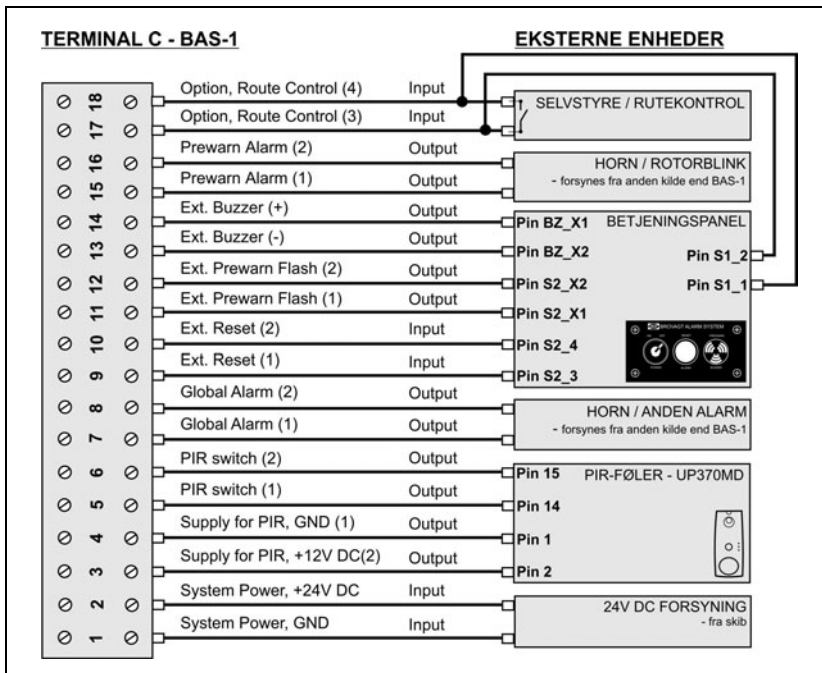 TERMINAL C - BAS-1
EKSTERNE ENHEDER
18 Option, Route Control (4) Input
17 Option, Route Control (3) Input
SELVSTYRE / RUTEKONTROL
16 Prewarn Alarm (2) Output
15 Prewarn Alarm (1) Output
HORN / ROTORBLINK
- forsynes fra anden kilde end BAS-1
14 Ext. Buzzer (+) Output Pin BZ_X1
13 Ext. Buzzer (-) Output Pin BZ_X2
12 Ext. Prewarn Flash (2) Output Pin S2_X2
11 Ext. Prewarn Flash (1) Output Pin S2_X1
10 Ext. Reset (2) Input Pin S2_4
9 Ext. Reset (1) Input Pin S2_3
BETJENINGSPANEL
Pin S1_2
Pin S1_1
BROVAGT ALARM SYSTEM
8 Global Alarm (2) Output
7 Global Alarm (1) Output
HORN / ANDEN ALARM
- forsynes fra anden kilde end BAS-1
6 PIR switch (2) Output Pin 15
5 PIR switch (1) Output Pin 14
4 Supply for PIR, GND (1) Output Pin 1
3 Supply for PIR, +12V DC(2) Output Pin 2
PIR-FØLER - UP370MD
2 System Power, +24V DC Input
1 System Power, GND Input
24V DC FORSYNING
- fra skib